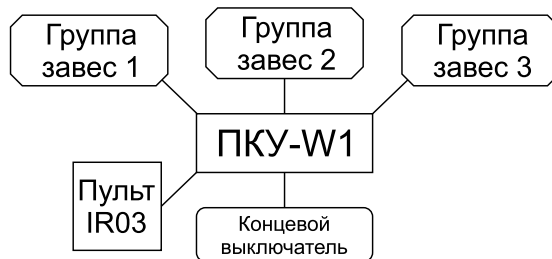 Группа
завес 1
Группа
завес 2
Группа
завес 3
ПКУ-W1
Пульт
IR03
Концевой
выключатель